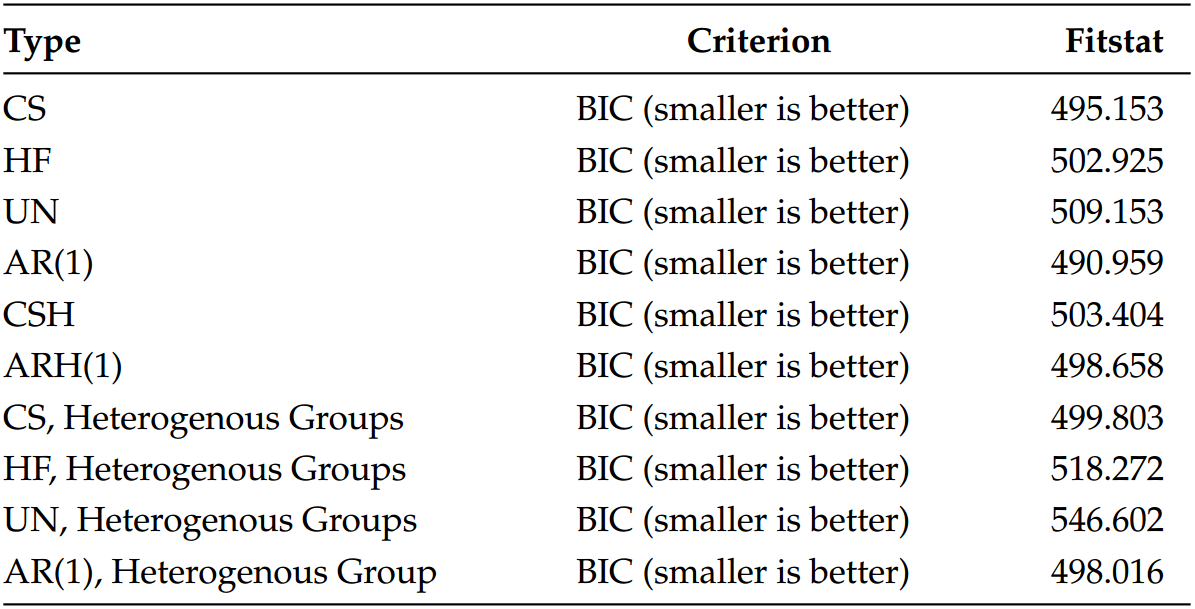 Type Criterion Fitstat
CS BIC (smaller is better) 495.153
HF BIC (smaller is better) 502.925
UN BIC (smaller is better) 509.153
AR(1) BIC (smaller is better) 490.959
CSH BIC (smaller is better) 503.404
ARH(1) BIC (smaller is better) 498.658
CS, Heterogenous Groups BIC (smaller is better) 499.803
HF, Heterogenous Groups BIC (smaller is better) 518.272
UN, Heterogenous Groups BIC (smaller is better) 546.602
AR(1), Heterogenous Group BIC (smaller is better) 498.016